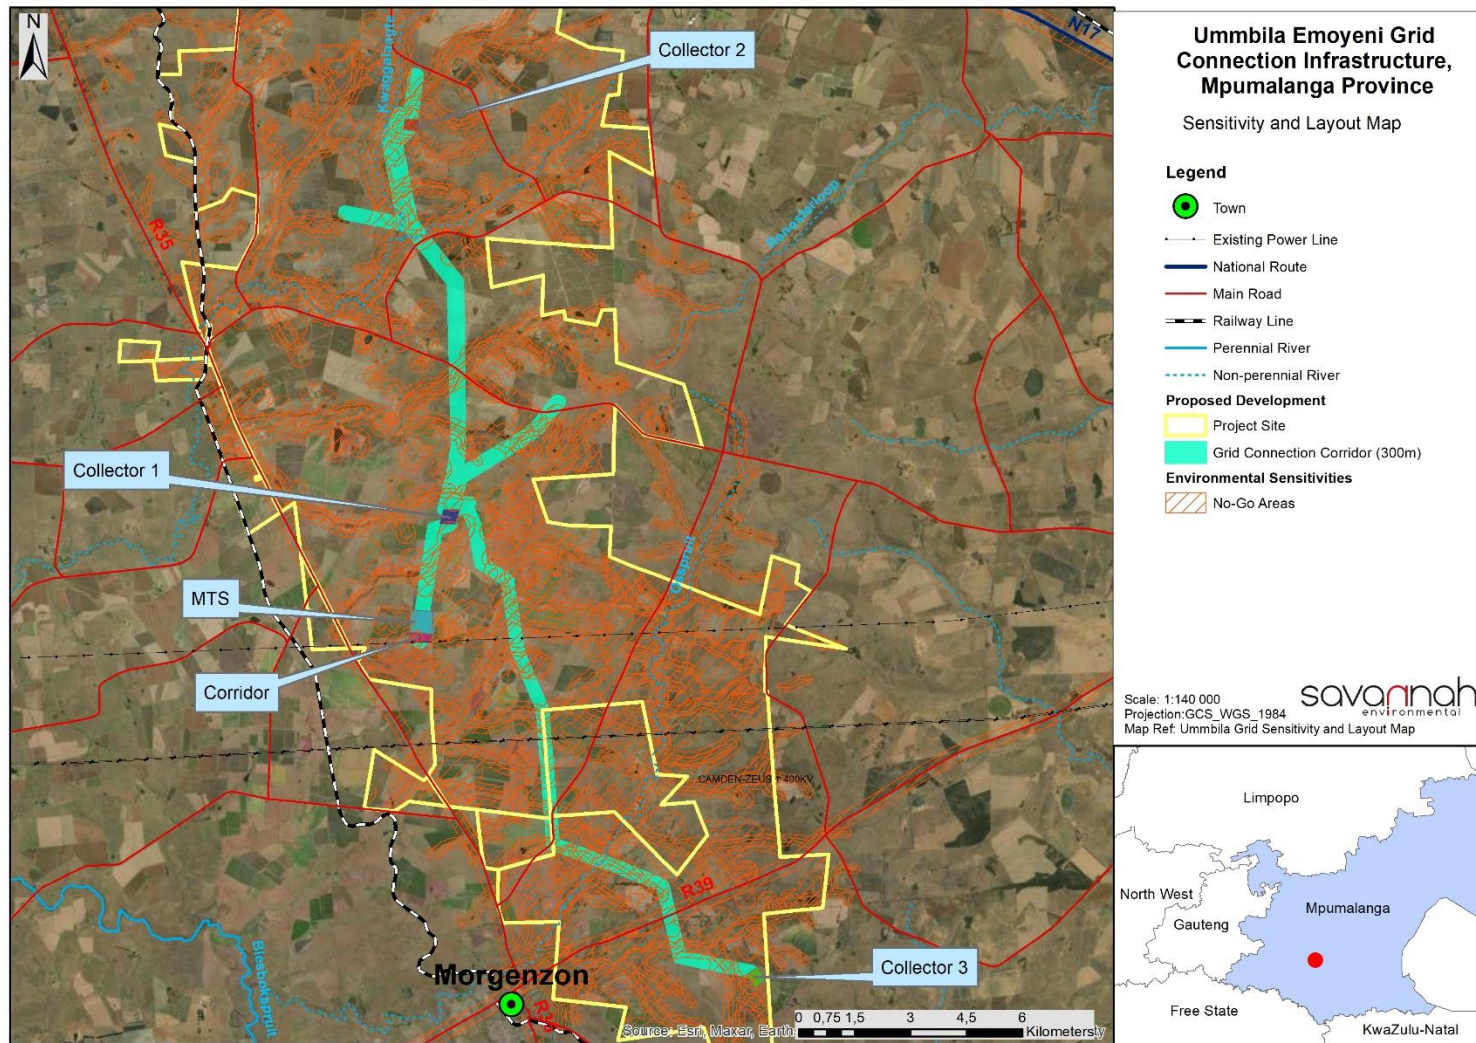 N
N17
Kwaggalaagte
Collector 2
R35
Collector 1
Osspruit
MTS
Corridor
CAMDEN-ZEUS 1 400KV
R39
Blesbokspruit
Morgenzon
Collector 3
Source: Esri, Maxar, Earth
0 0,75 1,5 3 4,5 6
Kilometersty
Ummbila Emoyeni Grid
Connection Infrastructure,
Mpumalanga Province
Sensitivity and Layout Map
Legend
Town
Existing Power Line
National Route
Main Road
Railway Line
Perennial River
Non-perennial River
Proposed Development
Project Site
Grid Connection Corridor (300m)
Environmental Sensitivities
No-Go Areas
Scale: 1:140 000
Projection:GCS_WGS_1984
Map Ref: Ummbila Grid Sensitivity and Layout Map
savannah
environmental
Limpopo
North West
Gauteng
Mpumalanga
Free State
KwaZulu-Natal